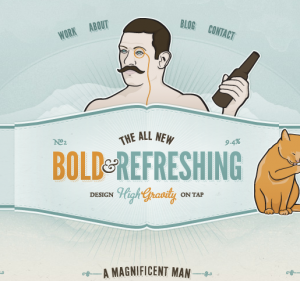 WORK ABOUT BLOG CONTACT
THE ALL NEW
Nº1 9.4%
BOLD & REFRESHING
DESIGN High Gravity ON TAP
A MAGNIFICENT MAN